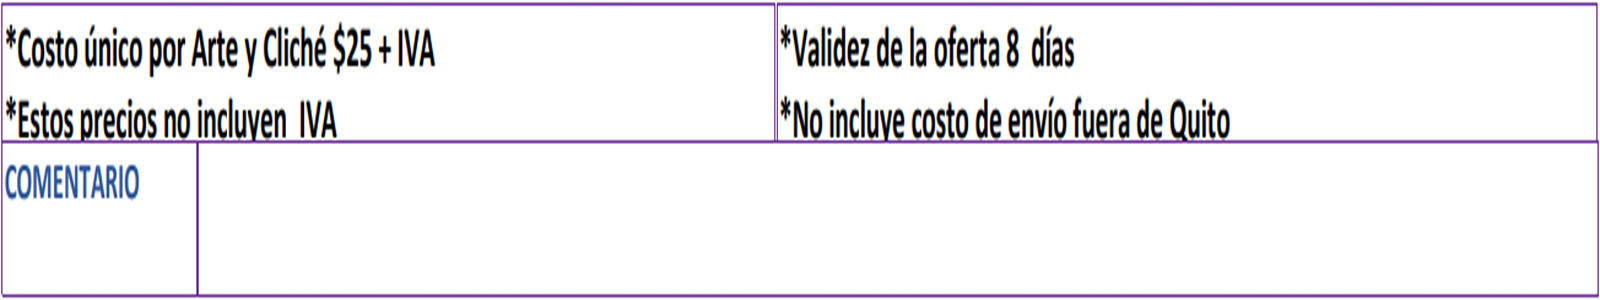 *Costo único por Arte y Cliché $25 + IVA
*Estos precios no incluyen IVA
*Validez de la oferta 8 días
*No incluye costo de envío fuera de Quito
COMENTARIO